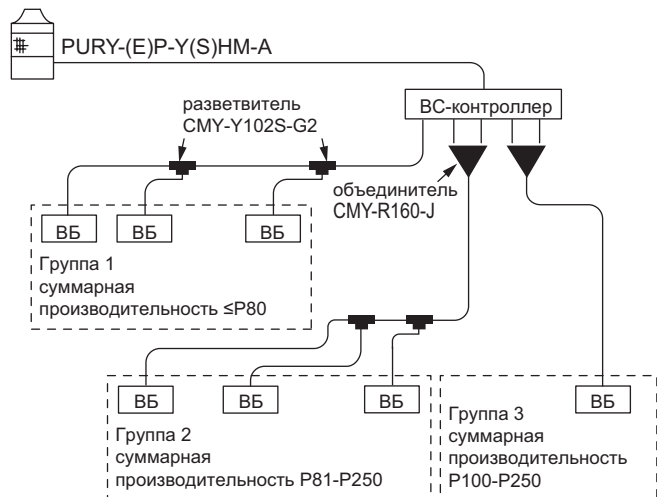 PURY-(E)P-Y(S)HM-A
BC-контроллер
разветвитель
CMY-Y102S-G2
объединитель
CMY-R160-J
ВБ
ВБ
ВБ
Группа 1
суммарная
производительность ≤P80
ВБ
ВБ
ВБ
Группа 2
суммарная
производительность P81-P250
ВБ
Группа 3
суммарная
производительность
P100-P250